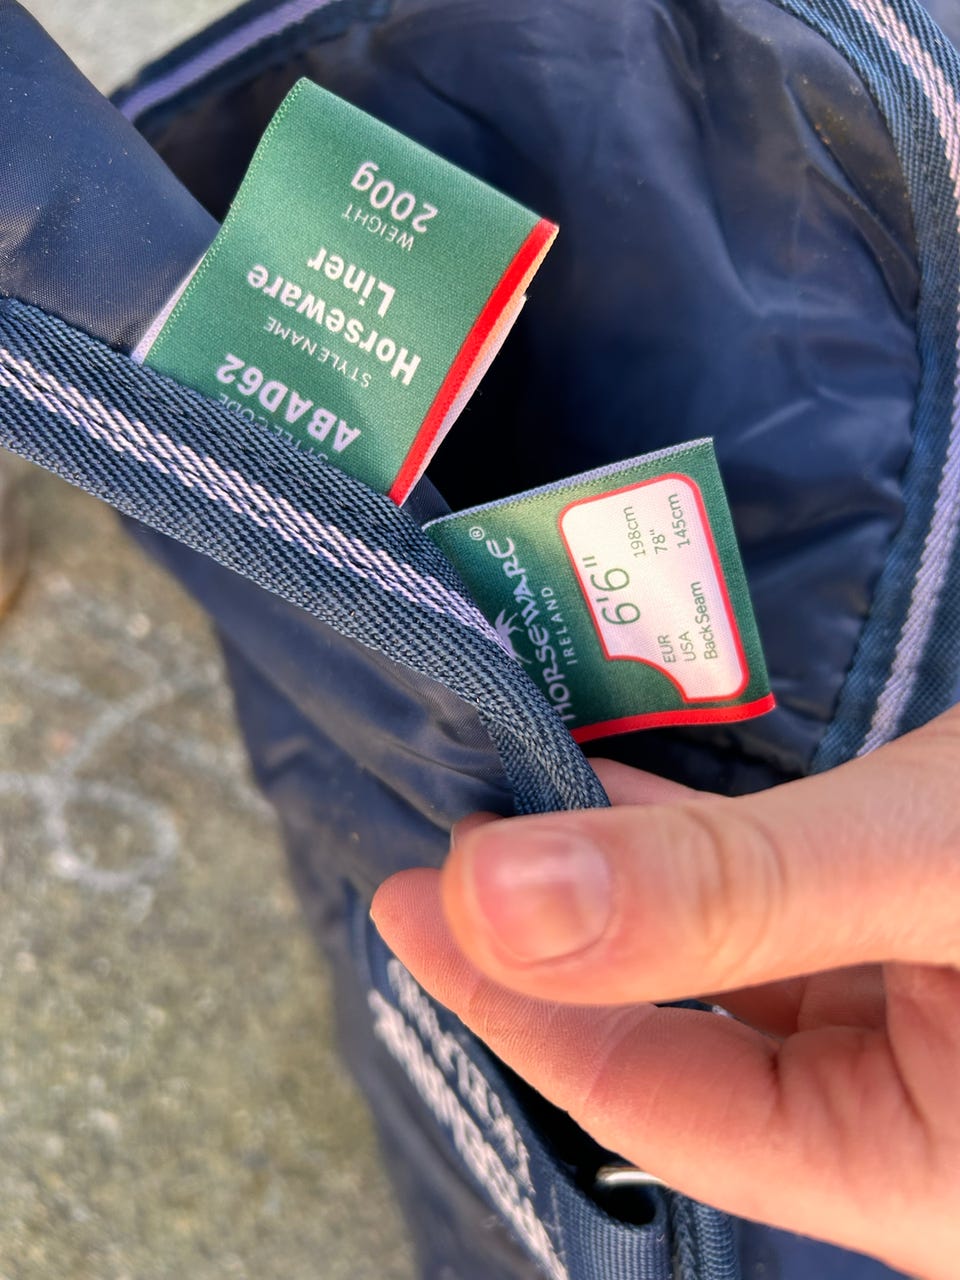 STYLE CODE
ABAD62
STYLE NAME
Horseware
Liner
WEIGHT
200g
HORSEWARE®
IRELAND
6'6"
EUR 198cm
USA 78"
Back Seam 145cm